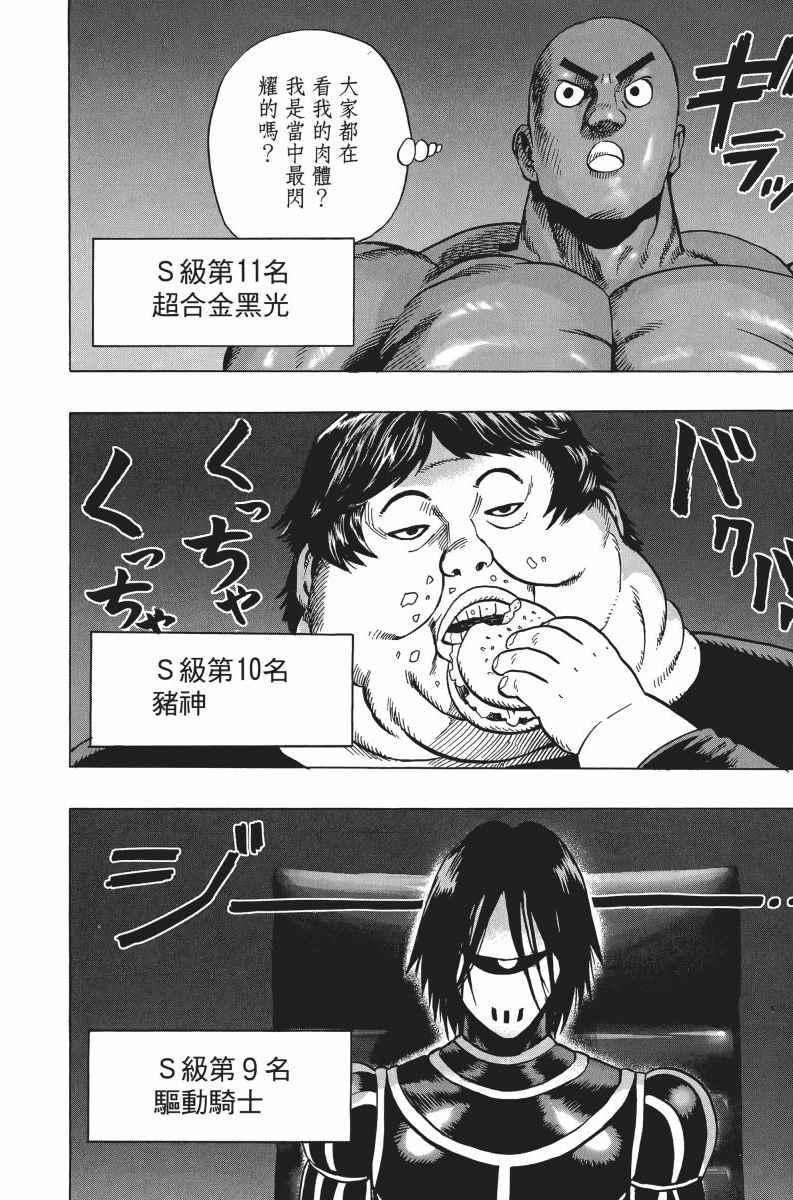 大家都在
看我的肉體？
我是當中最閃
耀的嗎？
ギラッ
S級第11名
超合金黑光
バクバク!!
くっちゃ
くっちゃ
S級第10名
豬神
ジー…
S級第9名
驅動騎士